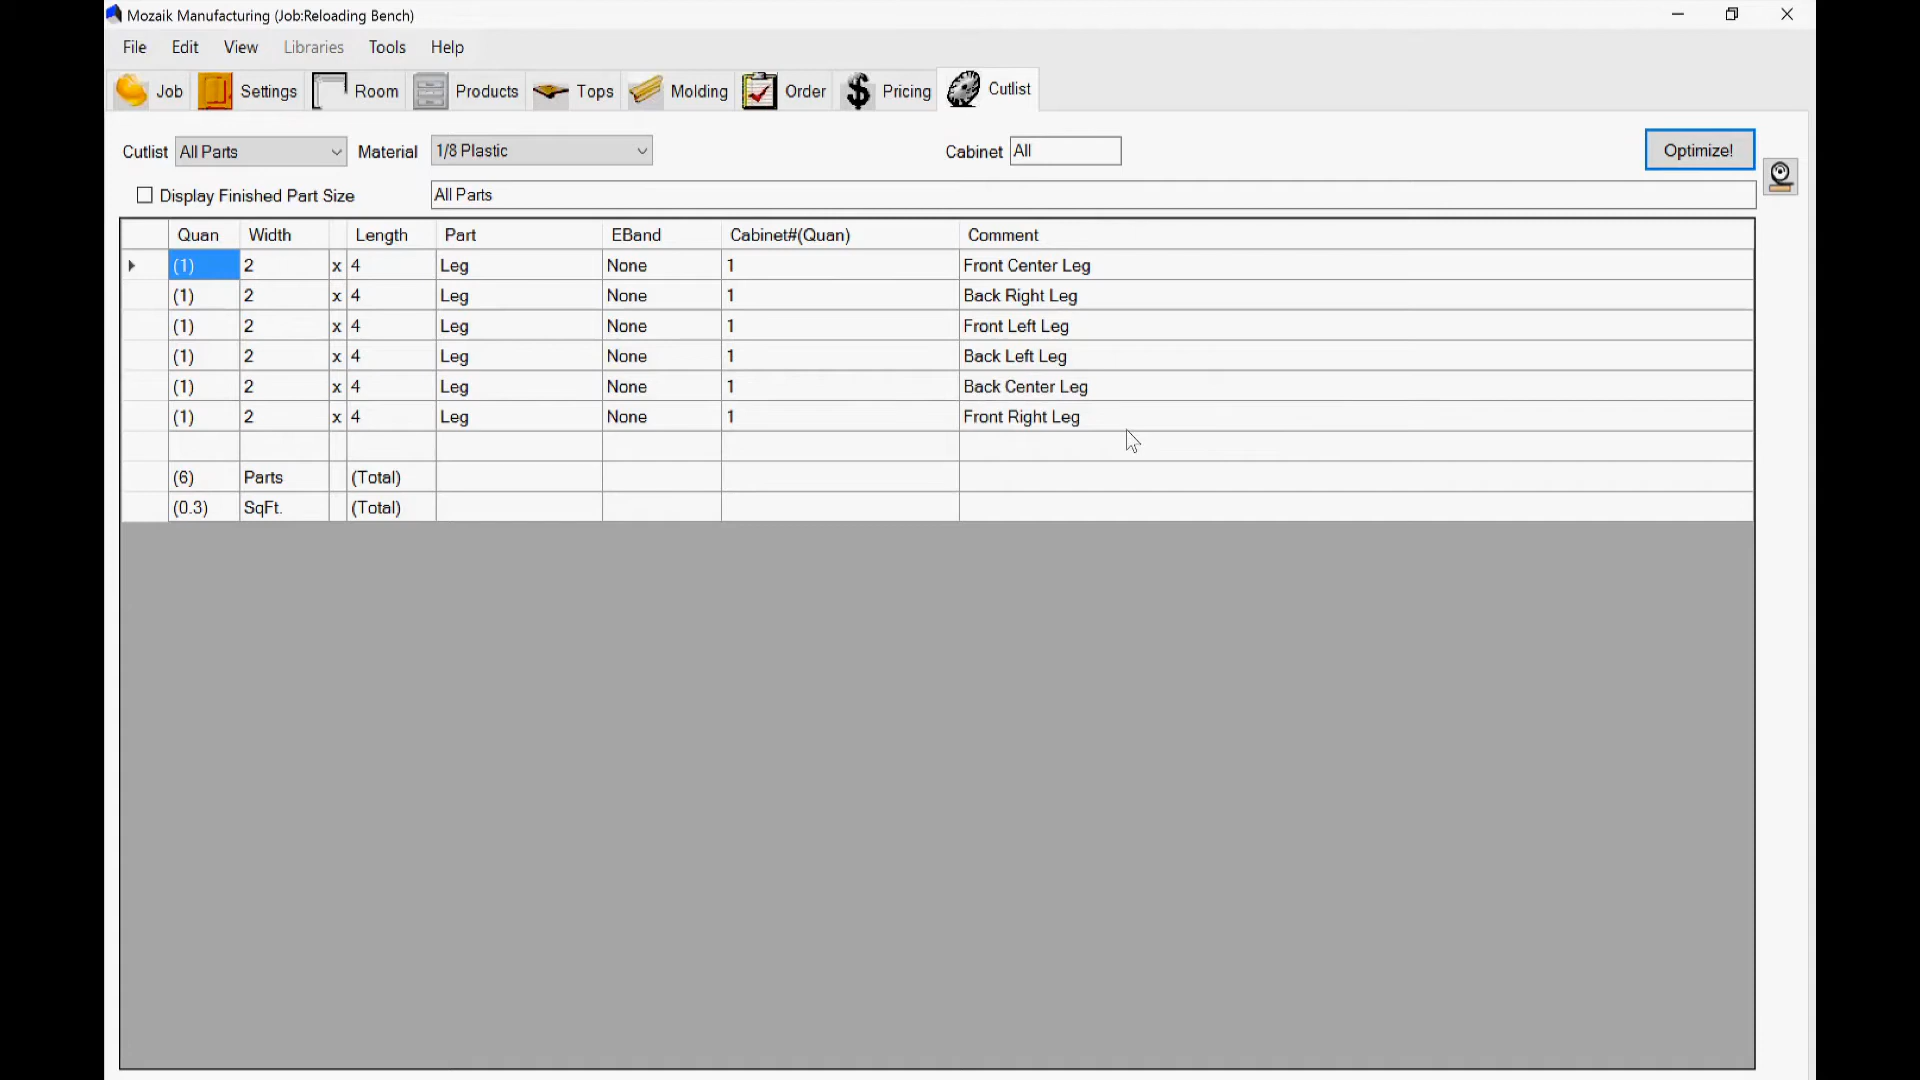 Mozaik Manufacturing (Job:Reloading Bench)
File Edit View Libraries Tools Help
Job Settings Room Products Tops Molding Order Pricing Cutlist
Cutlist All Parts Material 1/8 Plastic Cabinet All Optimize!
Display Finished Part Size All Parts
Quan Width Length Part EBand Cabinet#(Quan) Comment
(1) 2 x 4 Leg None 1 Front Center Leg
(1) 2 x 4 Leg None 1 Back Right Leg
(1) 2 x 4 Leg None 1 Front Left Leg
(1) 2 x 4 Leg None 1 Back Left Leg
(1) 2 x 4 Leg None 1 Back Center Leg
(1) 2 x 4 Leg None 1 Front Right Leg
(6) Parts (Total)
(0.3) SqFt. (Total)